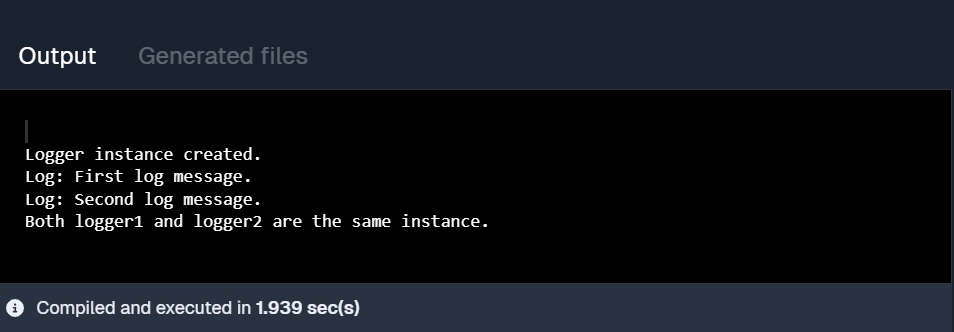 Output Generated files
Logger instance created.
Log: First log message.
Log: Second log message.
Both logger1 and logger2 are the same instance.
Compiled and executed in 1.939 sec(s)